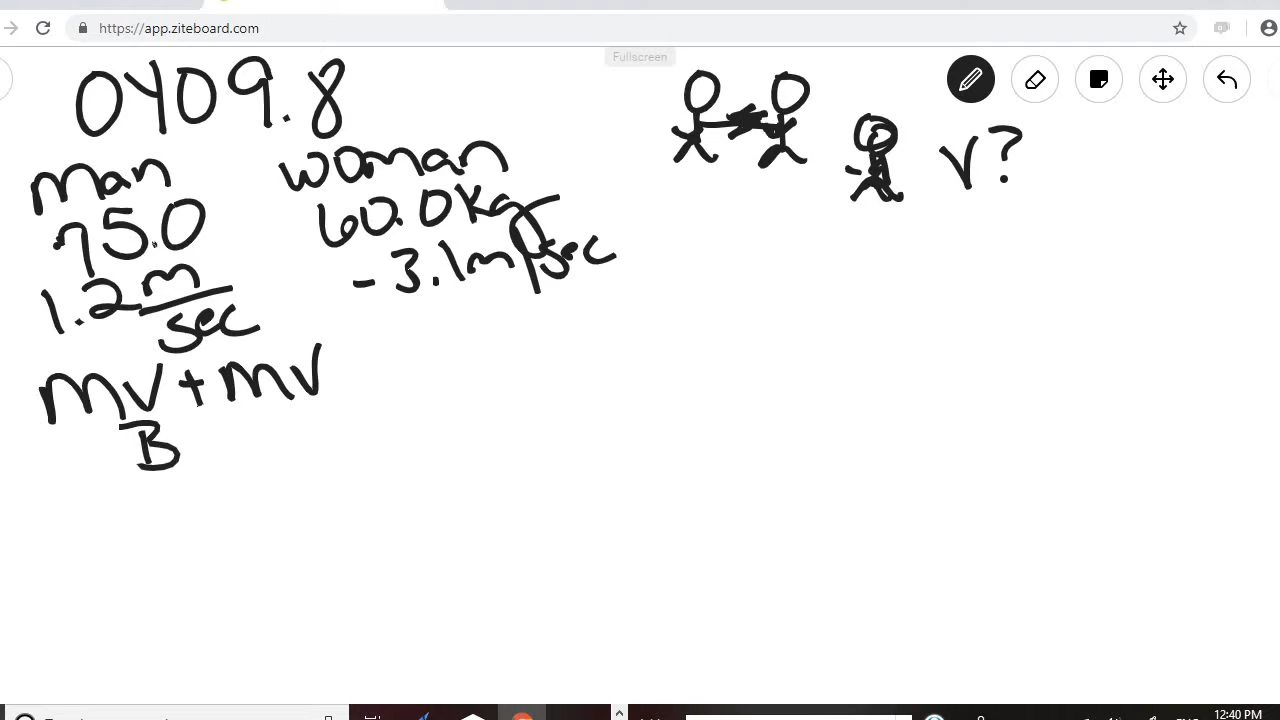 https://app.ziteboard.com
Fullscreen
0409.8
man woman
75.0 60.0kg
1.2 m/sec -3.1m/sec
mv+mv
B
V?
12:40 PM